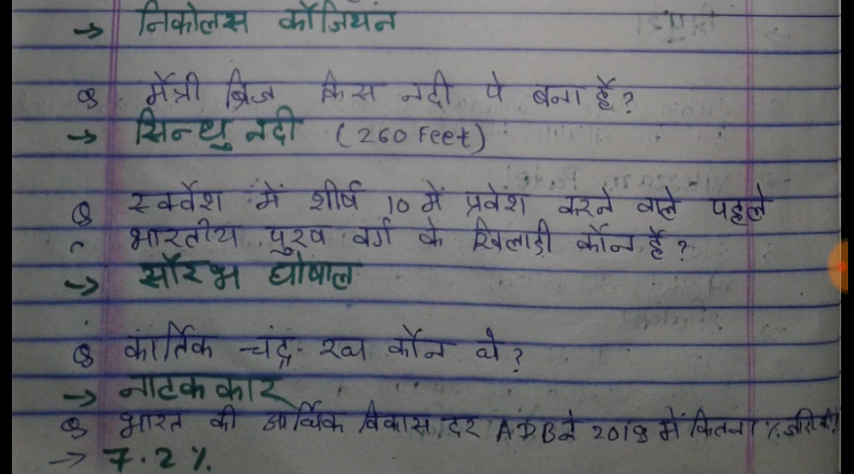 → निकोलस कौजियन
Q मैत्री ब्रिज किस नदी पे बना है?
→ सिन्धु नदी (260 Feet)
Q स्क्वैश में शीर्ष 10 में प्रवेश करने वाले पहले
भारतीय पुरुष वर्ग के खिलाड़ी कौन है?
→ सौरभ घोषाल
Q कार्तिक चंद्र रथ कौन थे?
→ नाटककार
Q भारत की आर्थिक विकास दर ADB ने 2019 में कितना %
→ 7.2%